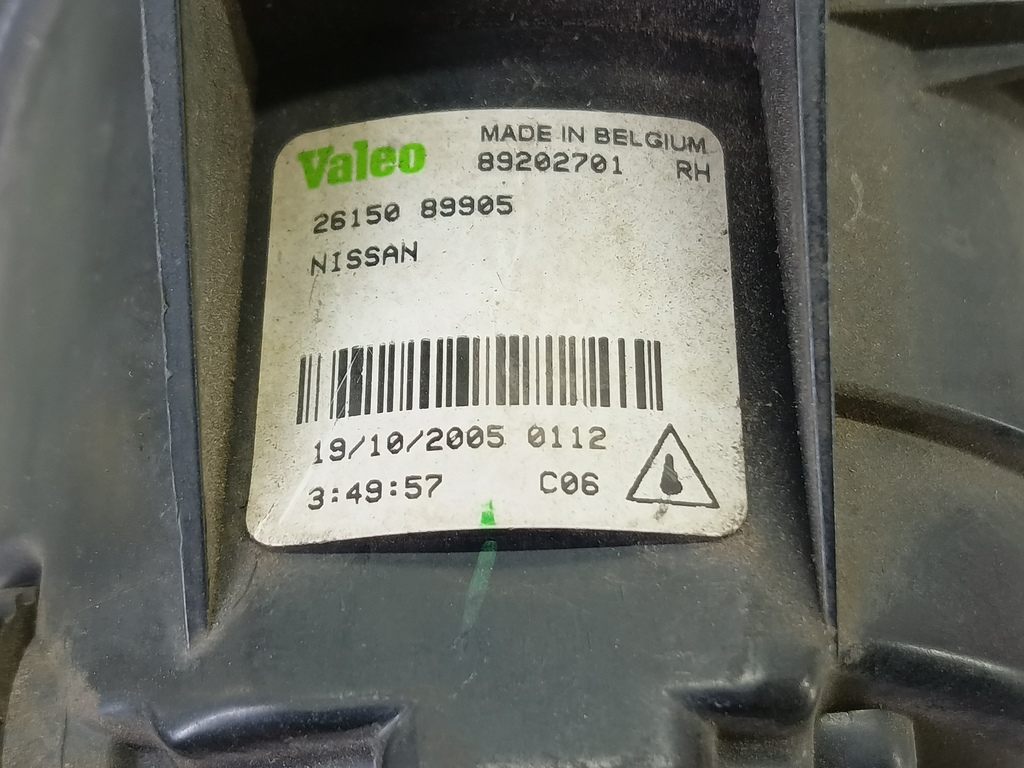 Valeo MADE IN BELGIUM
89202701 RH
26150 89905
NISSAN
19/10/2005 0112
3:49:57 C06